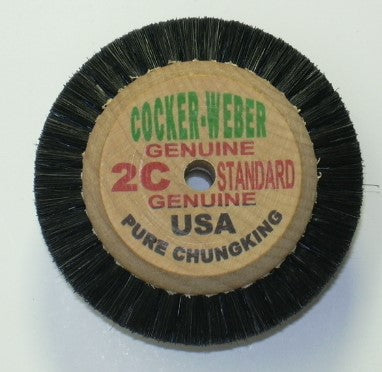 COCKER-WEBER
GENUINE
2C STANDARD
GENUINE
USA
PURE CHUNGKING